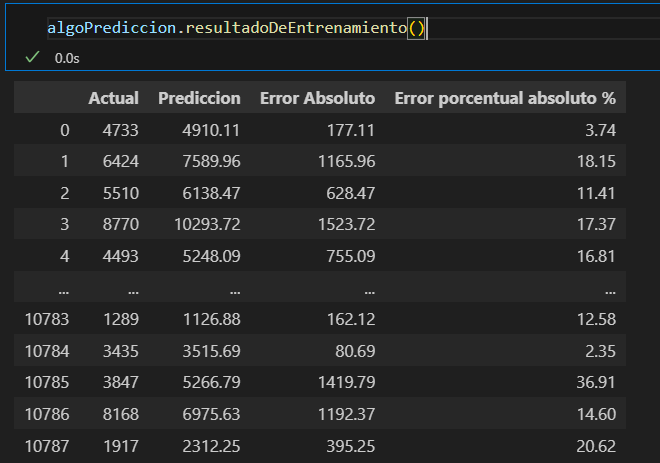 algoPrediccion.resultadoDeEntrenamiento()
0.0s
Actual Prediccion Error Absoluto Error porcentual absoluto %
0 4733 4910.11 177.11 3.74
1 6424 7589.96 1165.96 18.15
2 5510 6138.47 628.47 11.41
3 8770 10293.72 1523.72 17.37
4 4493 5248.09 755.09 16.81
... ... ... ... ...
10783 1289 1126.88 162.12 12.58
10784 3435 3515.69 80.69 2.35
10785 3847 5266.79 1419.79 36.91
10786 8168 6975.63 1192.37 14.60
10787 1917 2312.25 395.25 20.62